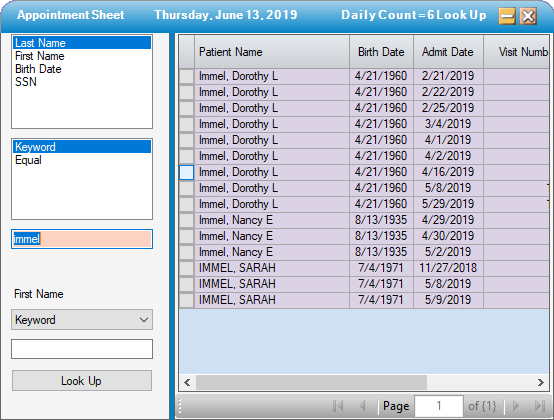 Appointment Sheet Thursday, June 13, 2019 Daily Count = 6 Look Up
Last Name
First Name
Birth Date
SSN
Keyword
Equal
immel
First Name
Keyword
Look Up
Patient Name Birth Date Admit Date Visit Numbe
Immel, Dorothy L 4/21/1960 2/21/2019
Immel, Dorothy L 4/21/1960 2/22/2019
Immel, Dorothy L 4/21/1960 2/25/2019
Immel, Dorothy L 4/21/1960 3/4/2019
Immel, Dorothy L 4/21/1960 4/1/2019
Immel, Dorothy L 4/21/1960 4/2/2019
Immel, Dorothy L 4/21/1960 4/16/2019
Immel, Dorothy L 4/21/1960 5/8/2019 1
Immel, Dorothy L 4/21/1960 5/29/2019 1
Immel, Nancy E 8/13/1935 4/29/2019
Immel, Nancy E 8/13/1935 4/30/2019
Immel, Nancy E 8/13/1935 5/2/2019
IMMEL, SARAH 7/4/1971 11/27/2018
IMMEL, SARAH 7/4/1971 5/8/2019
IMMEL, SARAH 7/4/1971 5/9/2019
Page 1 of {1}